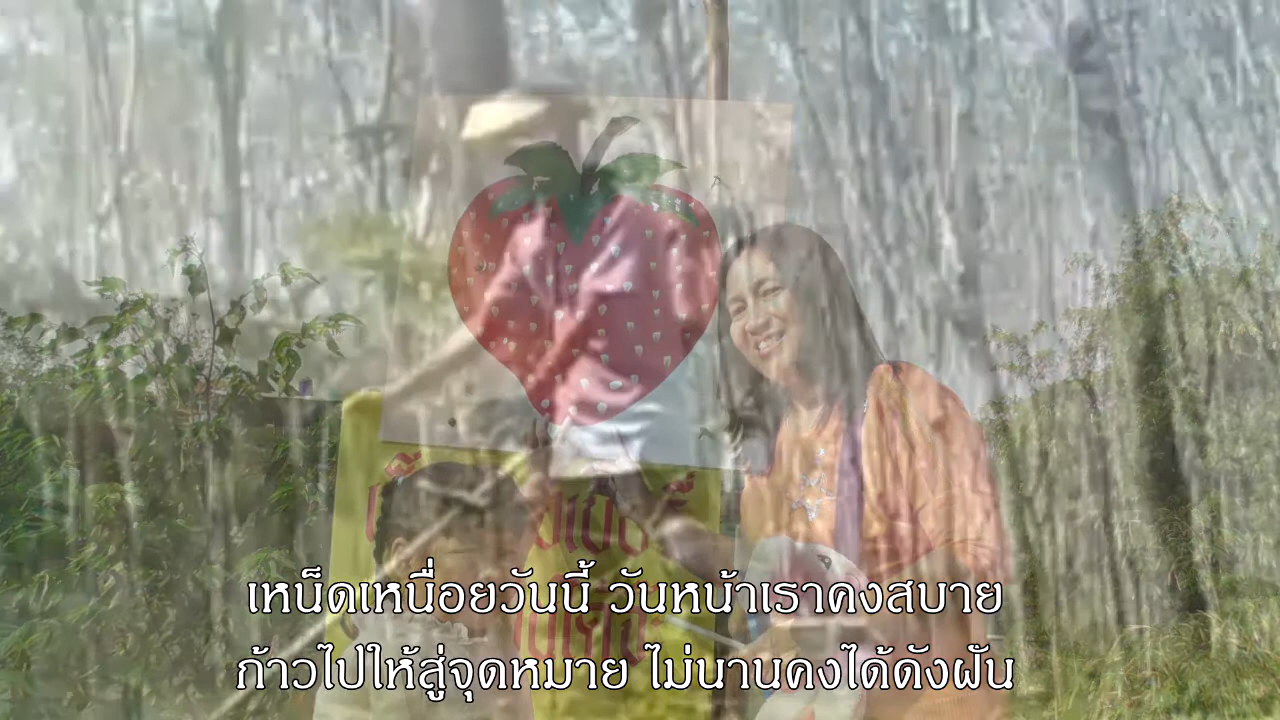 เหน็ดเหนื่อยวันนี้ วันหน้าเราคงสบาย
ก้าวไปให้สู่จุดหมาย ไม่นานคงได้ดังฝัน